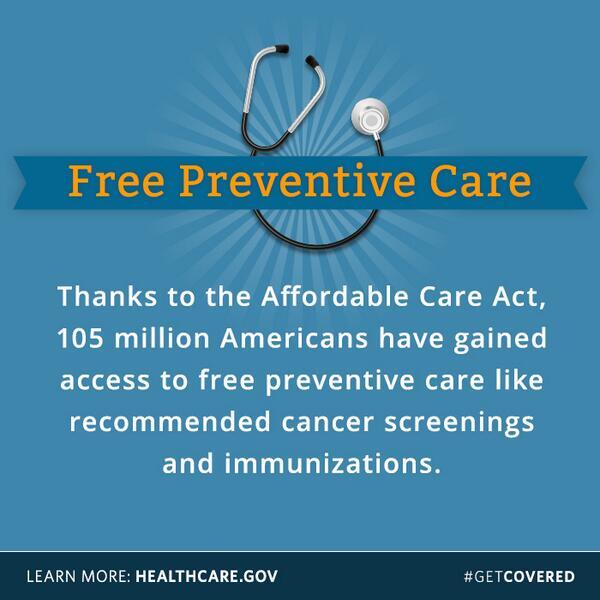 Free Preventive Care
Thanks to the Affordable Care Act,
105 million Americans have gained
access to free preventive care like
recommended cancer screenings
and immunizations.
LEARN MORE: HEALTHCARE.GOV
#GETCOVERED